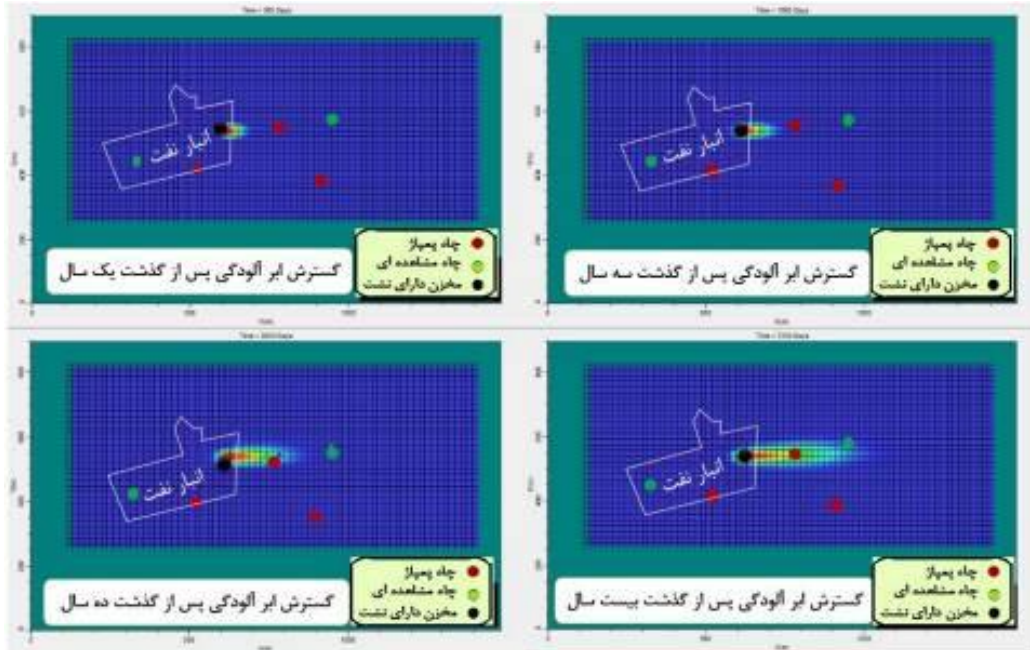 انبار نفت
چاه پمپاژ
چاه مشاهده ای
مخزن دارای نشت
گسترش ابر آلودگی پس از گذشت یک سال
انبار نفت
چاه پمپاژ
چاه مشاهده ای
مخزن دارای نشت
گسترش ابر آلودگی پس از گذشت سه سال
انبار نفت
چاه پمپاژ
چاه مشاهده ای
مخزن دارای نشت
گسترش ابر آلودگی پس از گذشت ده سال
انبار نفت
چاه پمپاژ
چاه مشاهده ای
مخزن دارای نشت
گسترش ابر آلودگی پس از گذشت بیست سال